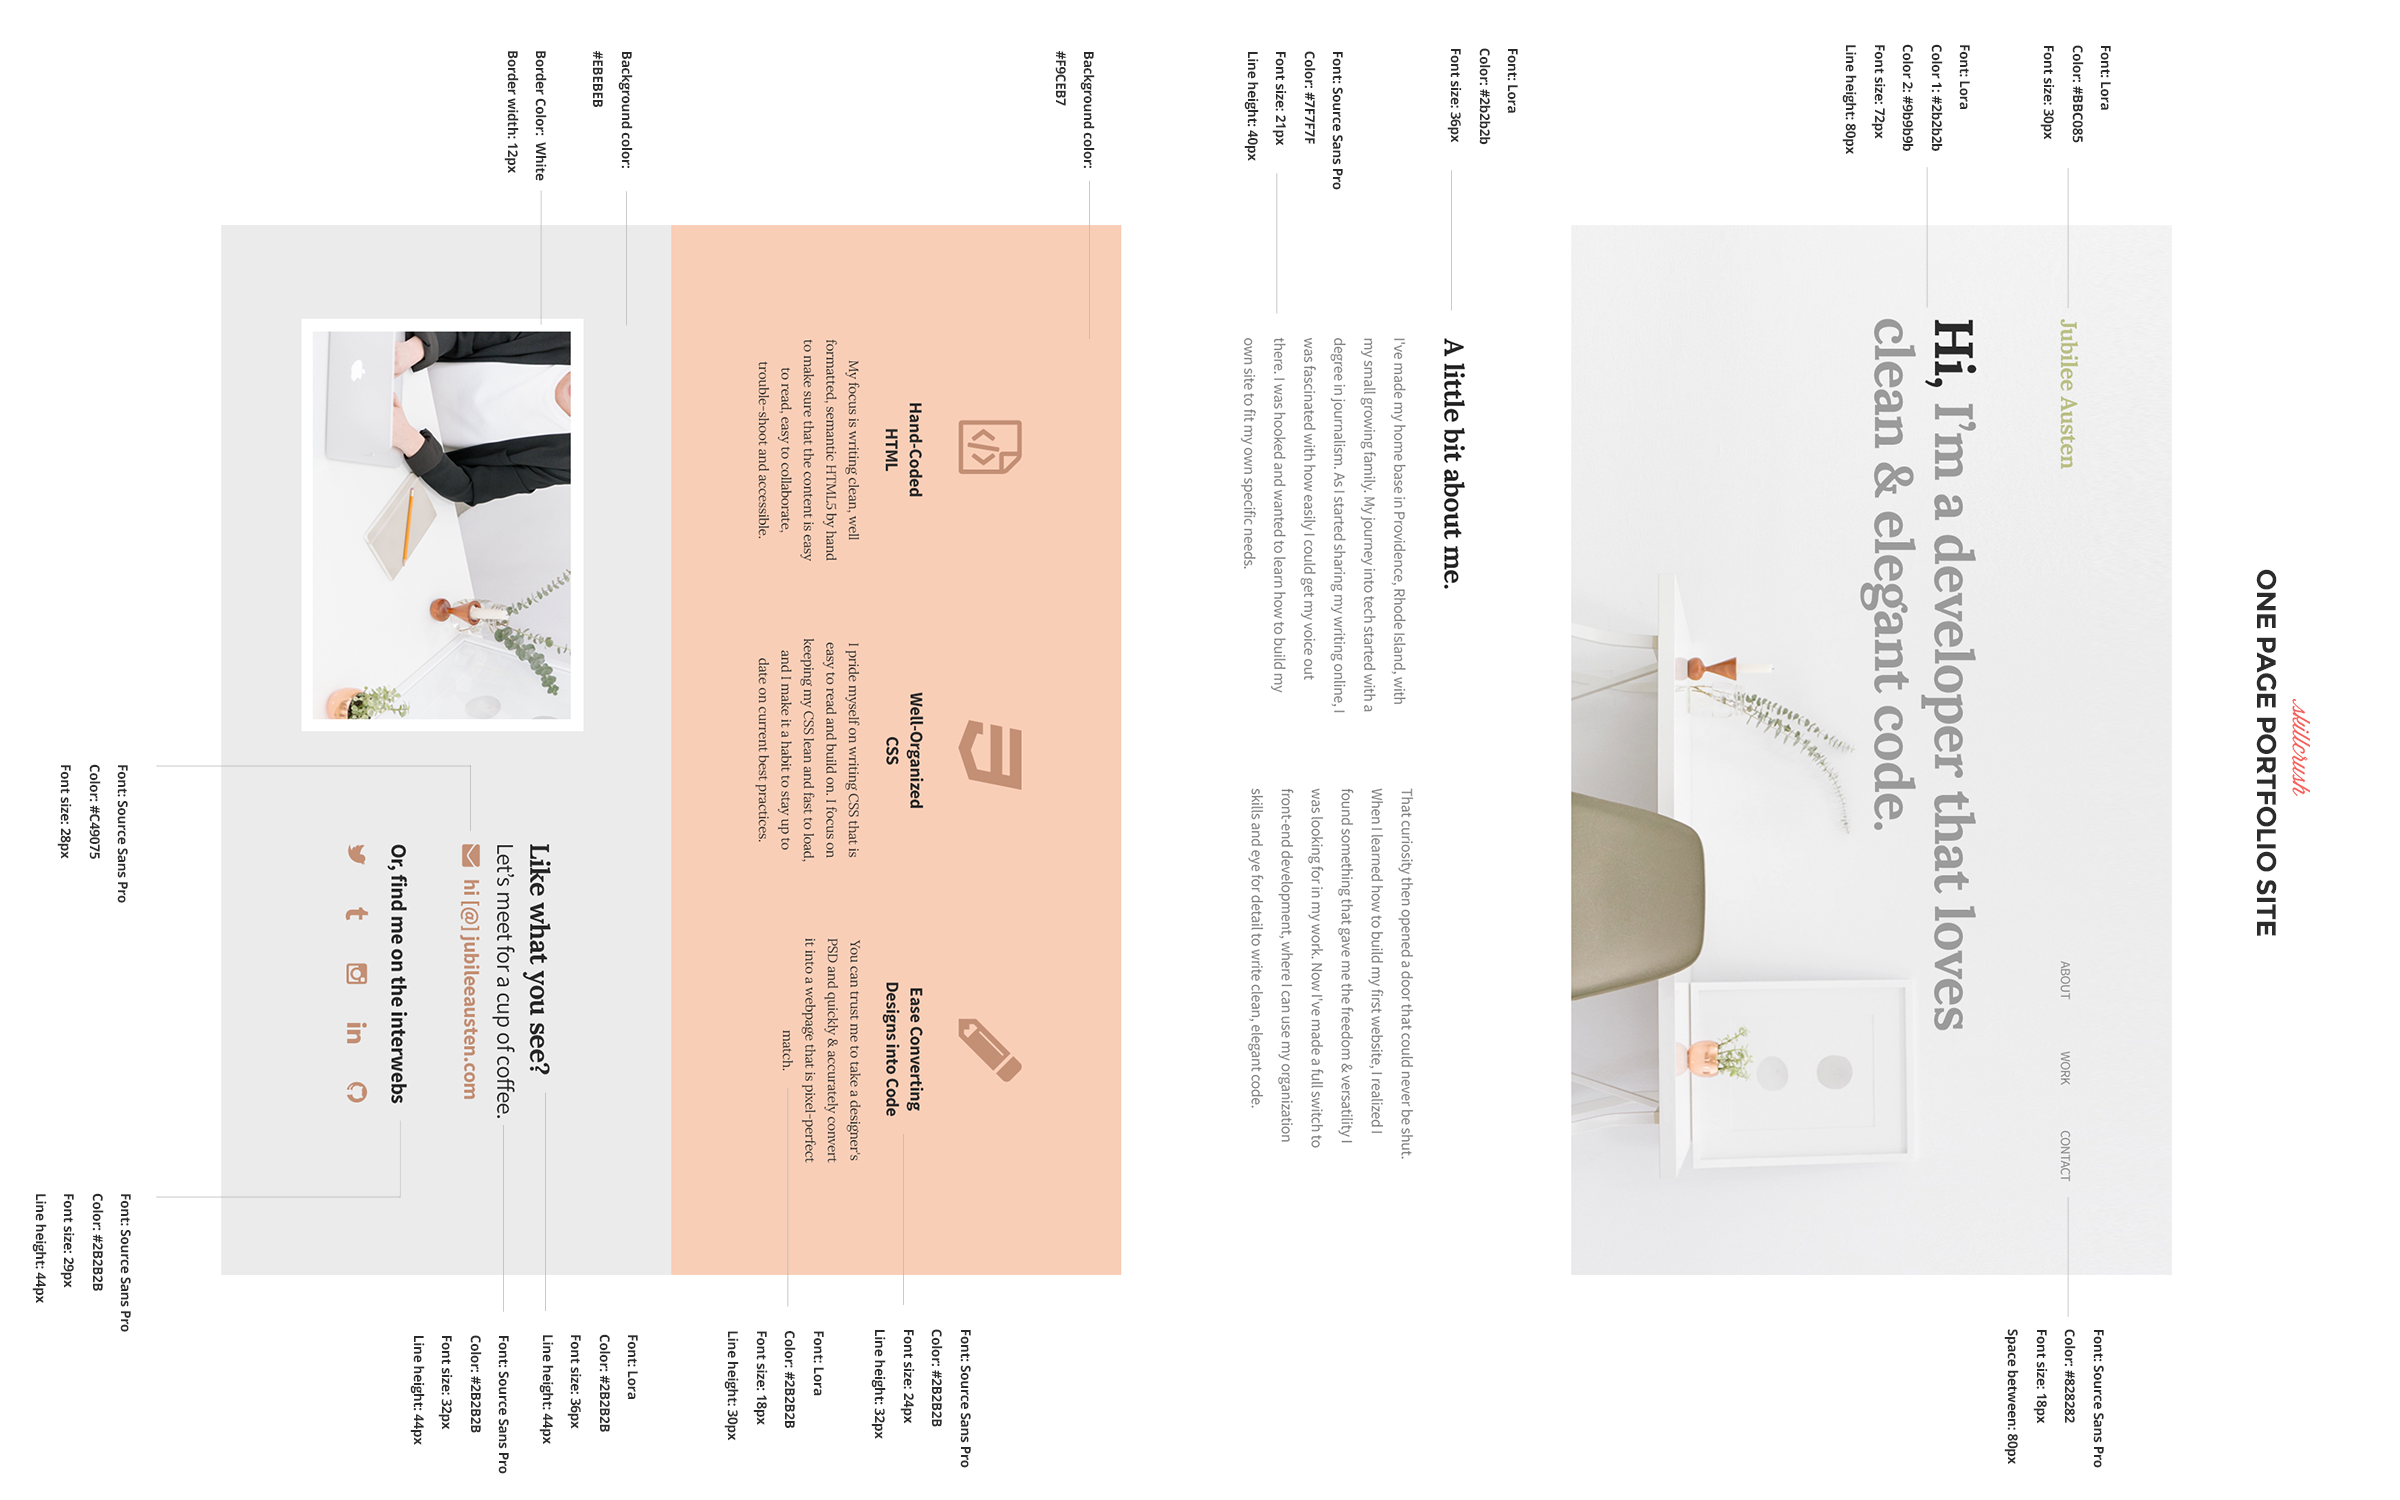 skillcrush
ONE PAGE PORTFOLIO SITE
Font: Lora
Color: #BBC085
Font size: 30px
Jubilee Austen
ABOUT
WORK
CONTACT
Font: Source Sans Pro
Color: #828282
Font size: 18px
Space between: 80px
Font: Lora
Color 1: #2b2b2b
Color 2: #9b9b9b
Font size: 72px
Line height: 80px
Hi, I'm a developer that loves
clean & elegant code.
Font: Lora
Color: #2b2b2b
Font size: 36px
A little bit about me.
Font: Source Sans Pro
Color: #7F7F7F
Font size: 21px
Line height: 40px
I've made my home base in Providence, Rhode Island, with
my small growing family. My journey into tech started with a
degree in journalism. As I started sharing my writing online, I
was fascinated with how easily I could get my voice out
there. I was hooked and wanted to learn how to build my
own site to fit my own specific needs.
That curiosity then opened a door that could never be shut.
When I learned how to build my first website, I realized I
found something that gave me the freedom & versatility I
was looking for in my work. Now I've made a full switch to
front-end development, where I can use my organization
skills and eye for detail to write clean, elegant code.
Background color:
#F9CEB7
Hand-Coded
HTML
My focus is writing clean, well
formatted, semantic HTML5 by hand
to make sure that the content is easy
to read, easy to collaborate,
trouble-shoot and accessible.
Well-Organized
CSS
I pride myself on writing CSS that is
easy to read and build on. I focus on
keeping my CSS lean and fast to load,
and I make it a habit to stay up to
date on current best practices.
Ease Converting
Designs into Code
You can trust me to take a designer's
PSD and quickly & accurately convert
it into a webpage that is pixel-perfect
match.
Font: Source Sans Pro
Color: #2B2B2B
Font size: 24px
Line height: 32px
Font: Lora
Color: #2B2B2B
Font size: 18px
Line height: 30px
Background color:
#EBEBEB
Border Color: White
Border width: 12px
Like what you see?
Let's meet for a cup of coffee.
hi [@] jubileeausten.com
Or, find me on the interwebs
Font: Lora
Color: #2B2B2B
Font size: 36px
Line height: 44px
Font: Source Sans Pro
Color: #2B2B2B
Font size: 32px
Line height: 44px
Font: Source Sans Pro
Color: #C49075
Font size: 28px
Font: Source Sans Pro
Color: #2B2B2B
Font size: 29px
Line height: 44px